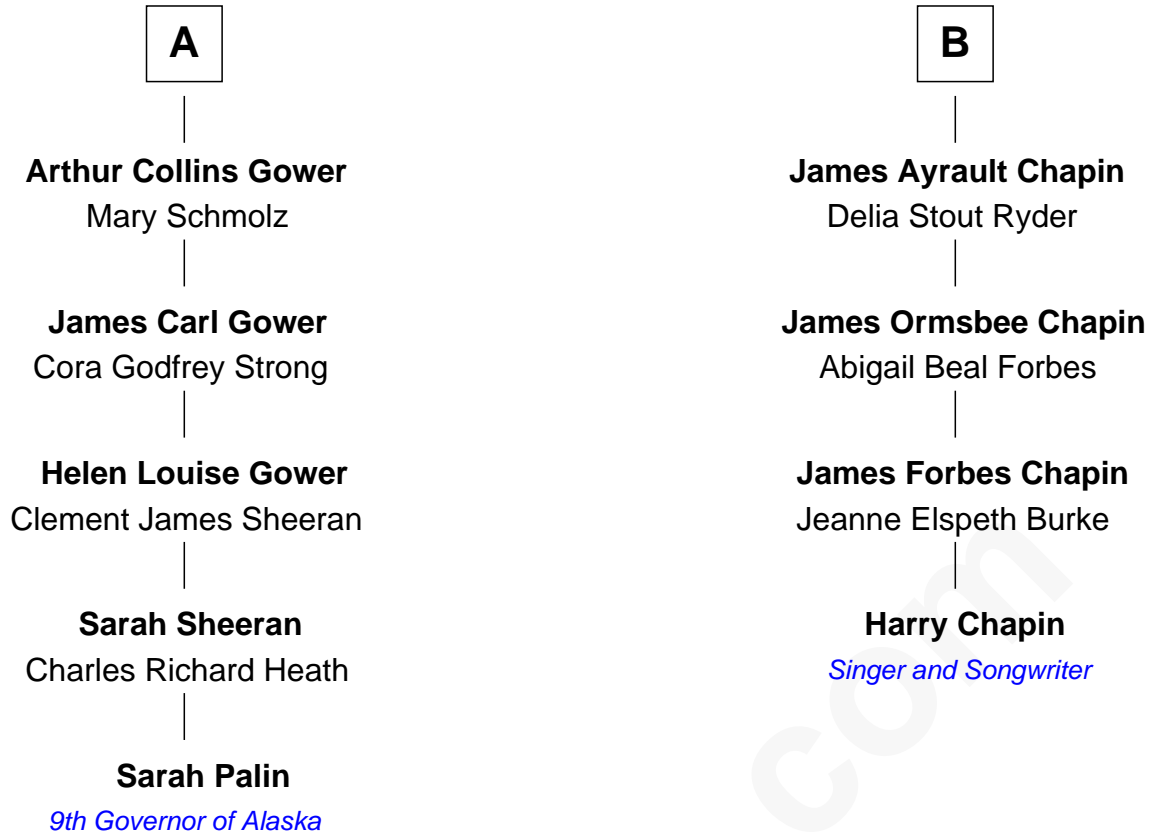 A
Arthur Collins Gower
Mary Schmolz
James Carl Gower
Cora Godfrey Strong
Helen Louise Gower
Clement James Sheeran
Sarah Sheeran
Charles Richard Heath
Sarah Palin
9th Governor of Alaska
B
James Ayrault Chapin
Delia Stout Ryder
James Ormsbee Chapin
Abigail Beal Forbes
James Forbes Chapin
Jeanne Elspeth Burke
Harry Chapin
Singer and Songwriter
com